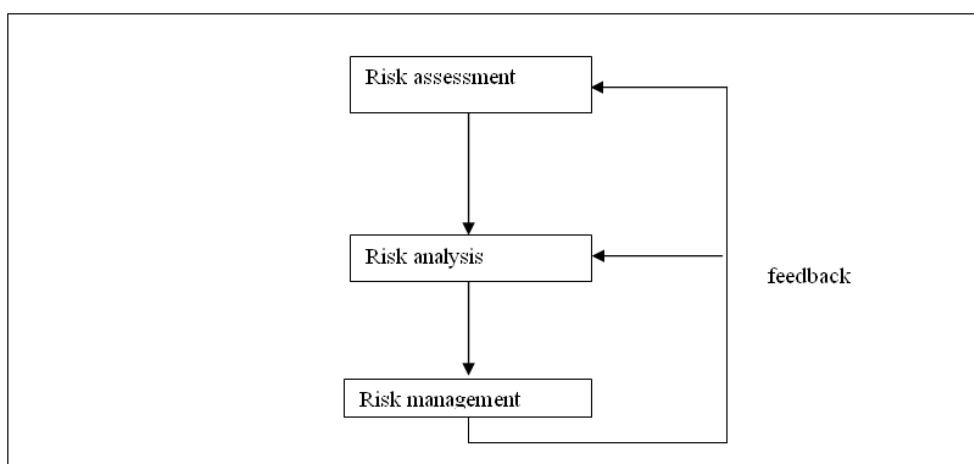 Risk assessment
Risk analysis
feedback
Risk management